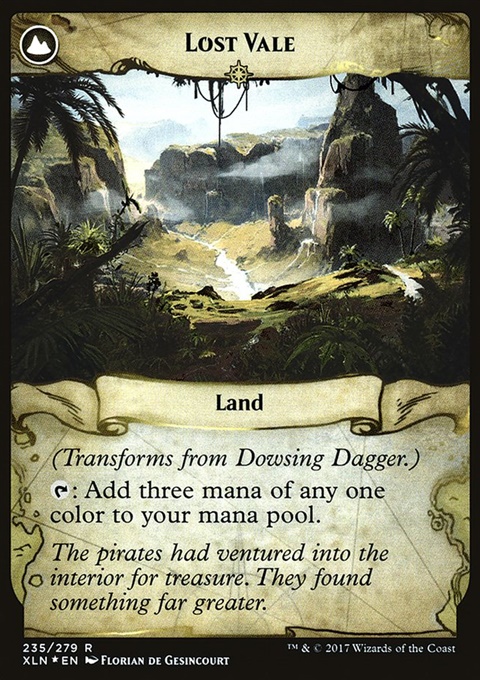 Lost Vale
Land
(Transforms from Dowsing Dagger.)
: Add three mana of any one
color to your mana pool.
The pirates had ventured into the
interior for treasure. They found
something far greater.
235/279 R
XLN ★ EN Florian de Gesincourt
™ & © 2017 Wizards of the Coast